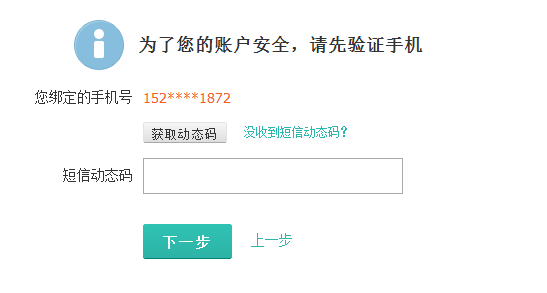 为了您的账户安全，请先验证手机
您绑定的手机号 152****1872
获取动态码 没收到短信动态码?
短信动态码
下一步 上一步